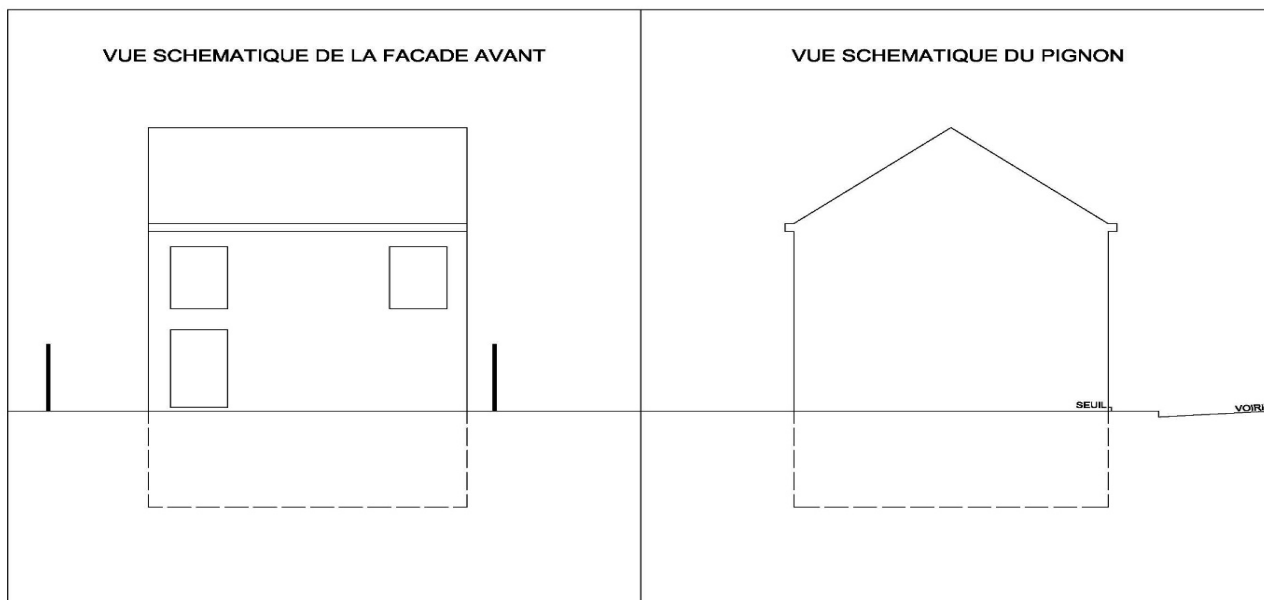 VUE SCHEMATIQUE DE LA FACADE AVANT
VUE SCHEMATIQUE DU PIGNON
SEUIL